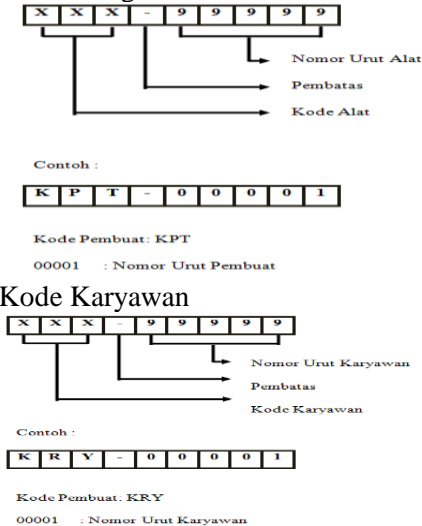 X X X - 9 9 9 9 9
Nomor Urut Alat
Pembatas
Kode Alat
Contoh :
K P T - 0 0 0 0 1
Kode Pembuat: KPT
00001 : Nomor Urut Pembuat
Kode Karyawan
X X X - 9 9 9 9 9
Nomor Urut Karyawan
Pembatas
Kode Karyawan
Contoh :
K R Y - 0 0 0 0 1
Kode Pembuat: KRY
00001 : Nomor Urut Karyawan